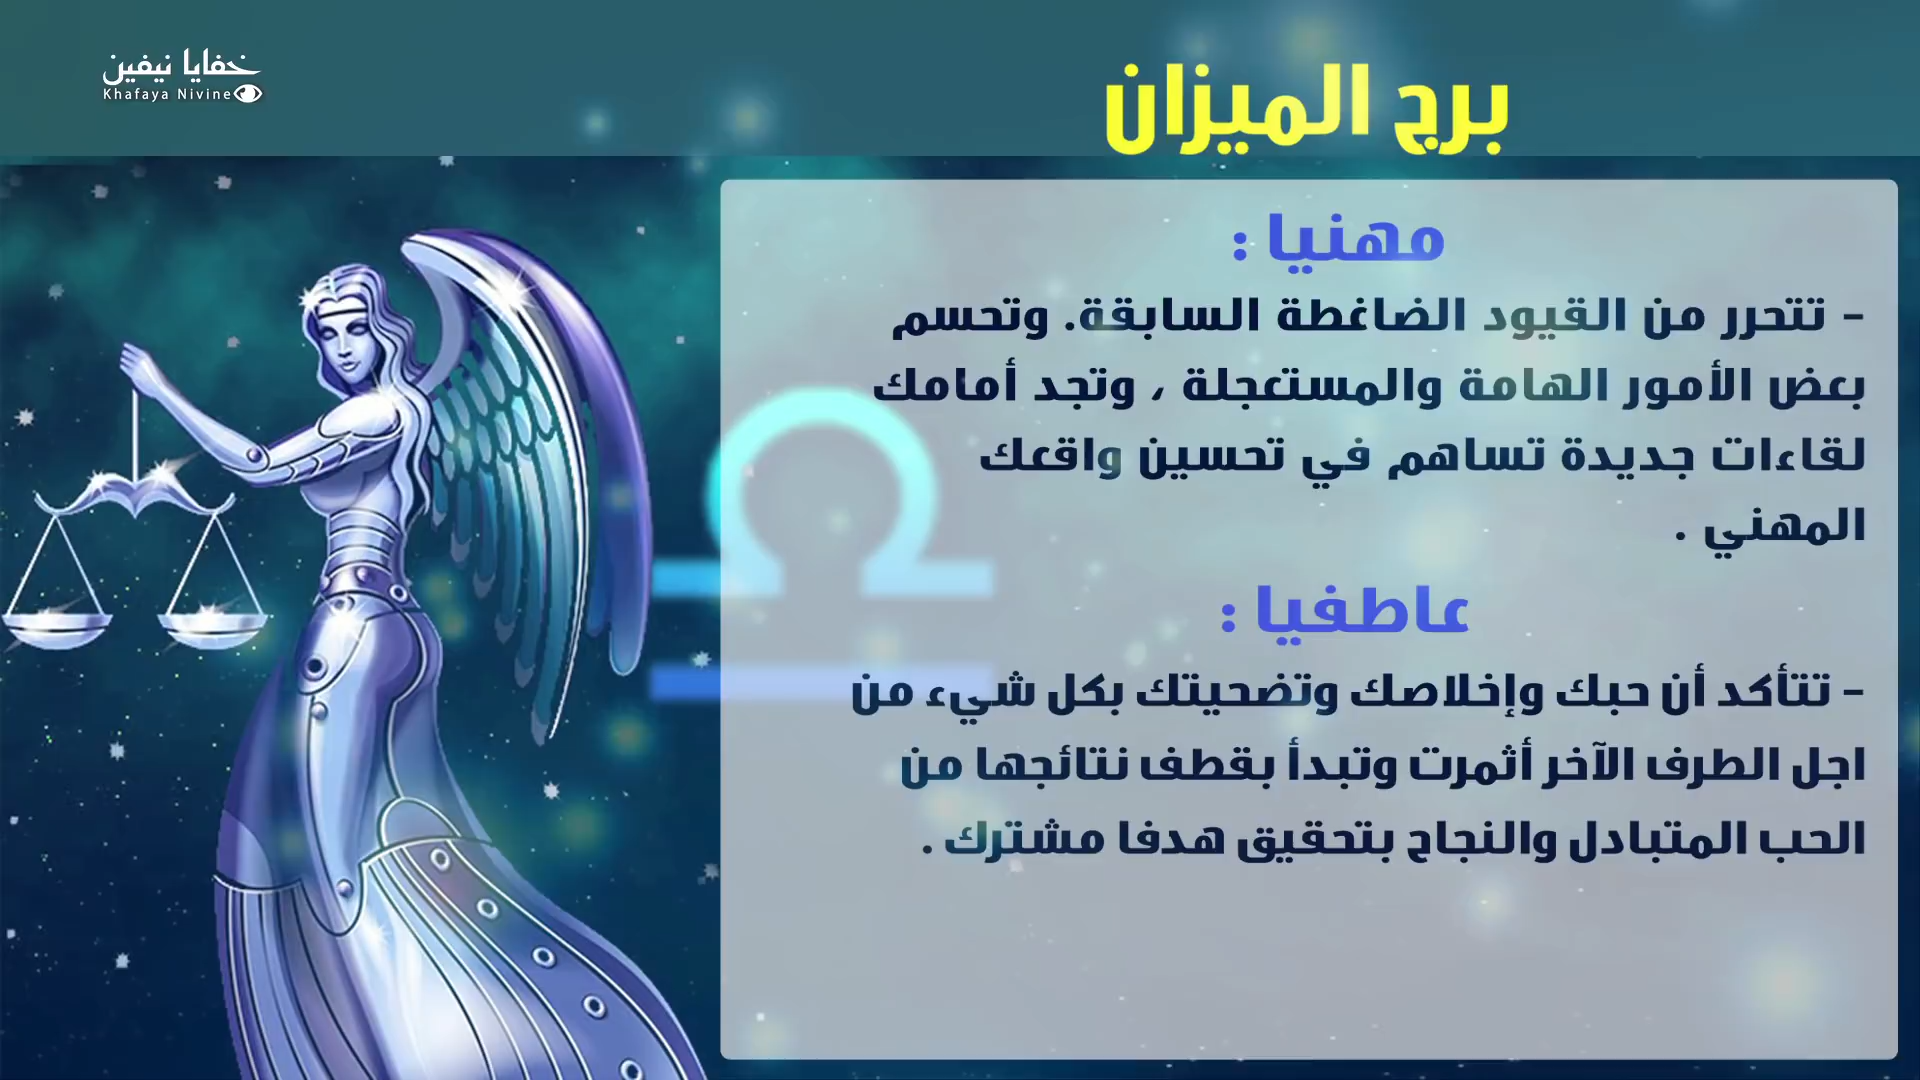 خفايا نيفين
Khafaya Nivine
برج الميزان
مهنيا :
- تتحرر من القيود الضاغطة السابقة. وتحسم
بعض الأمور الهامة والمستعجلة ، وتجد أمامك
لقاءات جديدة تساهم في تحسين واقعك
المهني .
عاطفيا :
- تتأكد أن حبك وإخلاصك وتضحيتك بكل شيء من
اجل الطرف الآخر أثمرت وتبدأ بقطف نتائجها من
الحب المتبادل والنجاح بتحقيق هدفا مشترك .